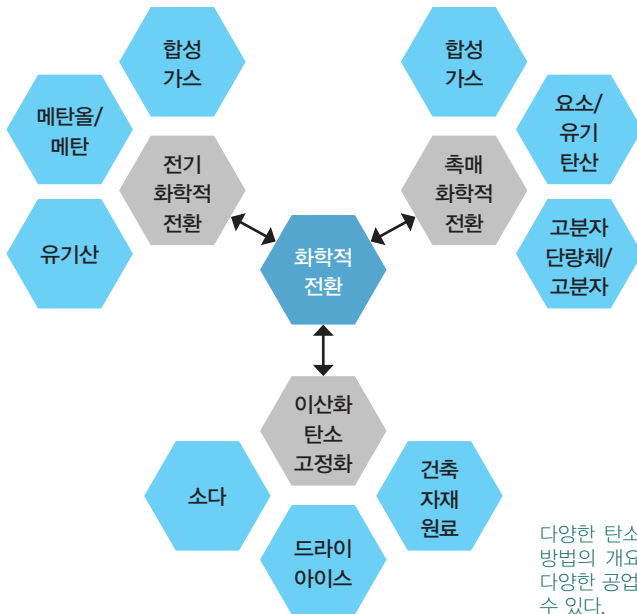 합성
가스
메탄올/
메탄
전기
화학적
전환
유기산
합성
가스
요소/
유기
탄산
촉매
화학적
전환
고분자
단량체/
고분자
화학적
전환
이산화
탄소
고정화
소다
드라이
아이스
건축
자재
원료
다양한 탄소
방법의 개요
다양한 공업
수 있다.